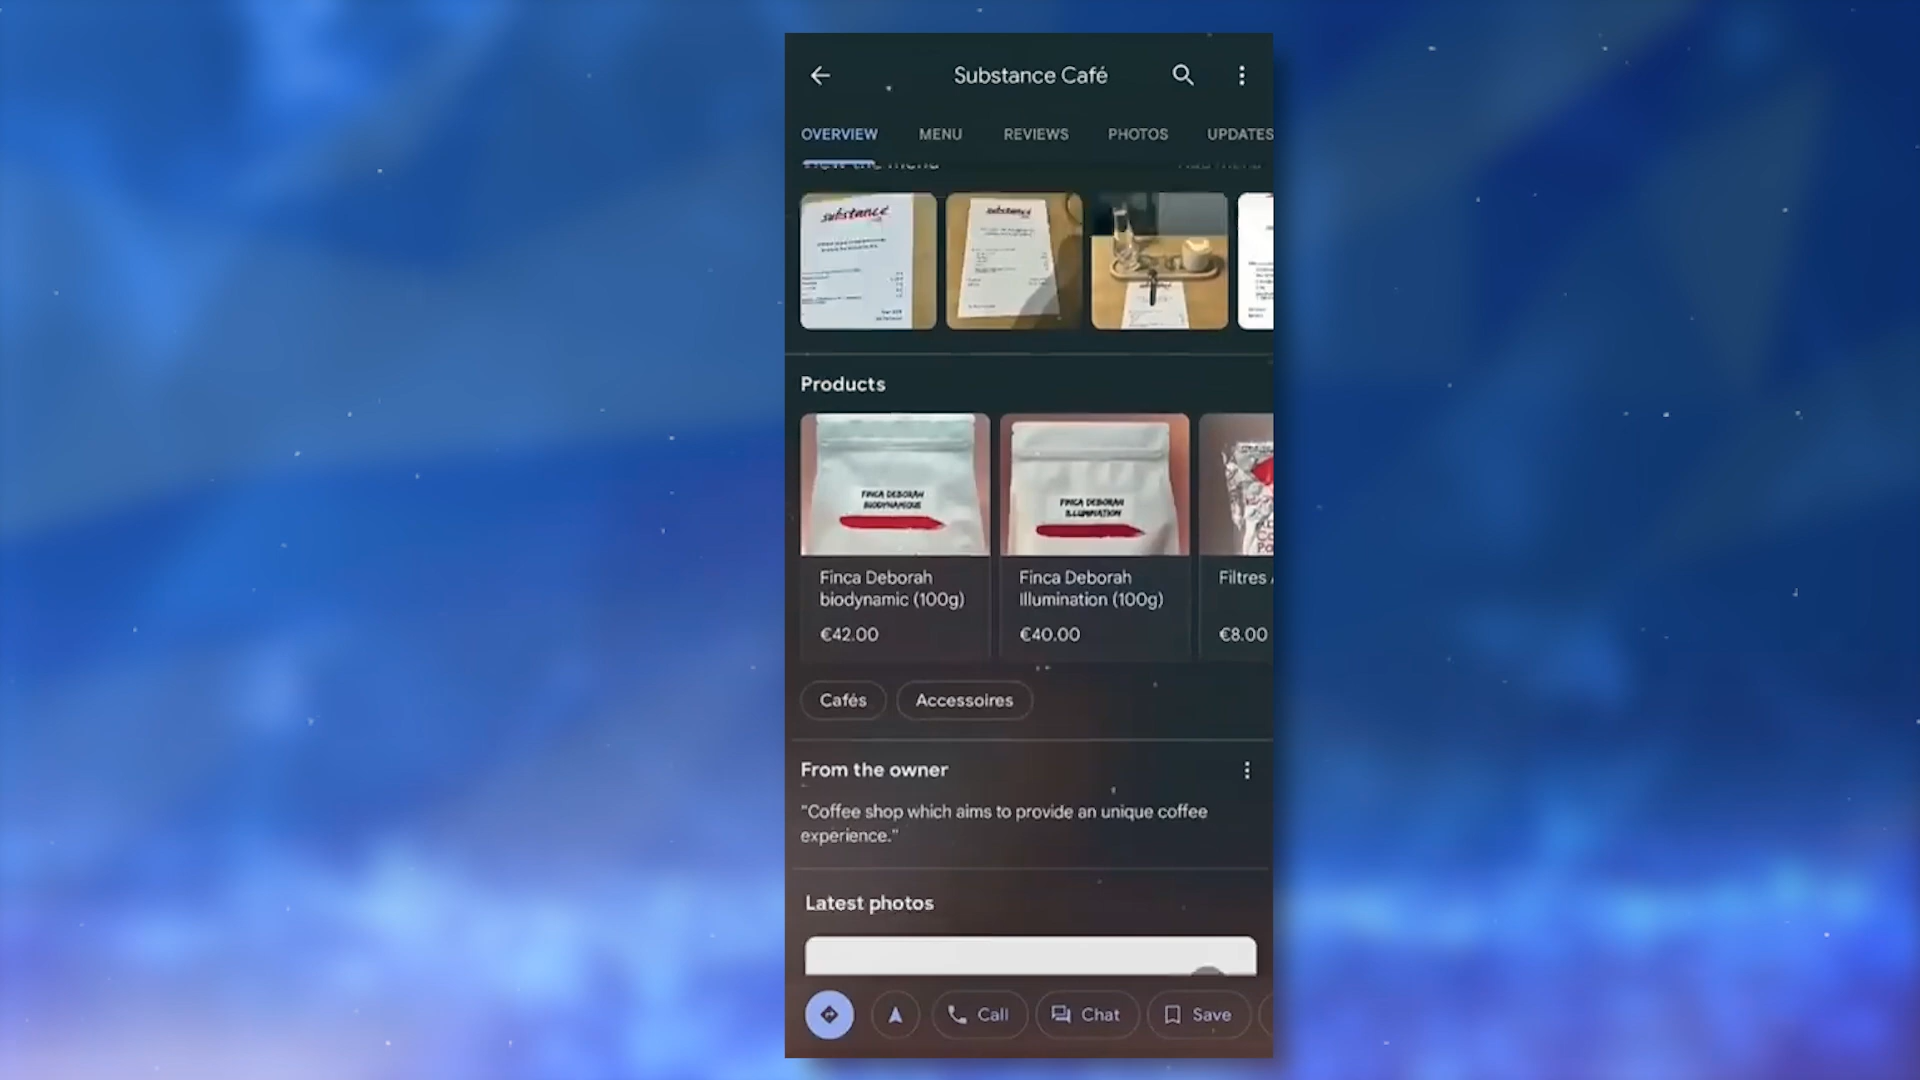 Substance Café
OVERVIEW MENU REVIEWS PHOTOS UPDATES
substance
substance
Products
FINCA DEBORAH
BIODYNAMIQUE
FINCA DEBORAH
ILLUMINATION
Finca Deborah
biodynamic (100g)
€42.00
Finca Deborah
Illumination (100g)
€40.00
Filtres
€8.00
Cafés
Accessoires
From the owner
"Coffee shop which aims to provide an unique coffee
experience."
Latest photos
Call
Chat
Save